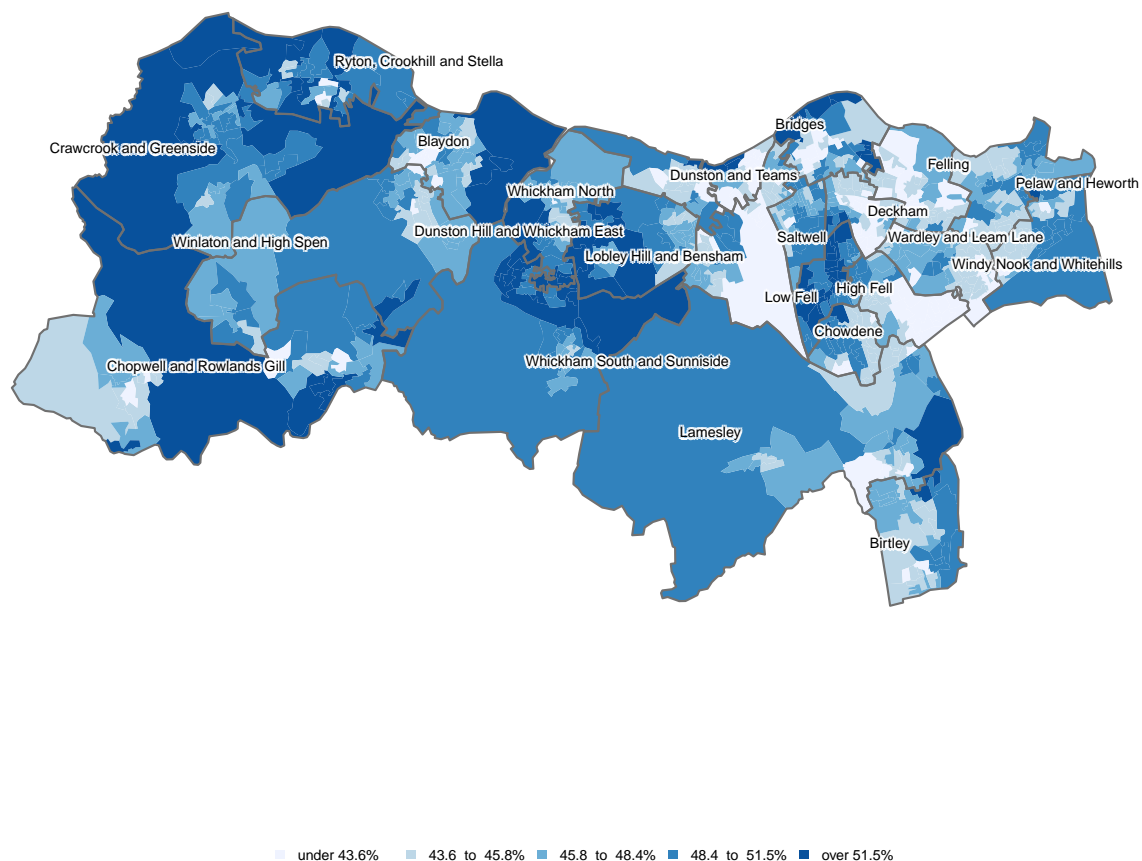 Ryton, Crookhill and Stella
Bridges
Blaydon
Crawcrook and Greenside
Felling
Dunston and Teams
Pelaw and Heworth
Whickham North
Deckham
Dunston Hill and Whickham East
Saltwell
Wardley and Leam Lane
Winlaton and High Spen
Lobley Hill and Bensham
Windy Nook and Whitehills
High Fell
Low Fell
Chowdene
Whickham South and Sunniside
Chopwell and Rowlands Gill
Lamesley
Birtley
under 43.6% 43.6 to 45.8% 45.8 to 48.4% 48.4 to 51.5% over 51.5%